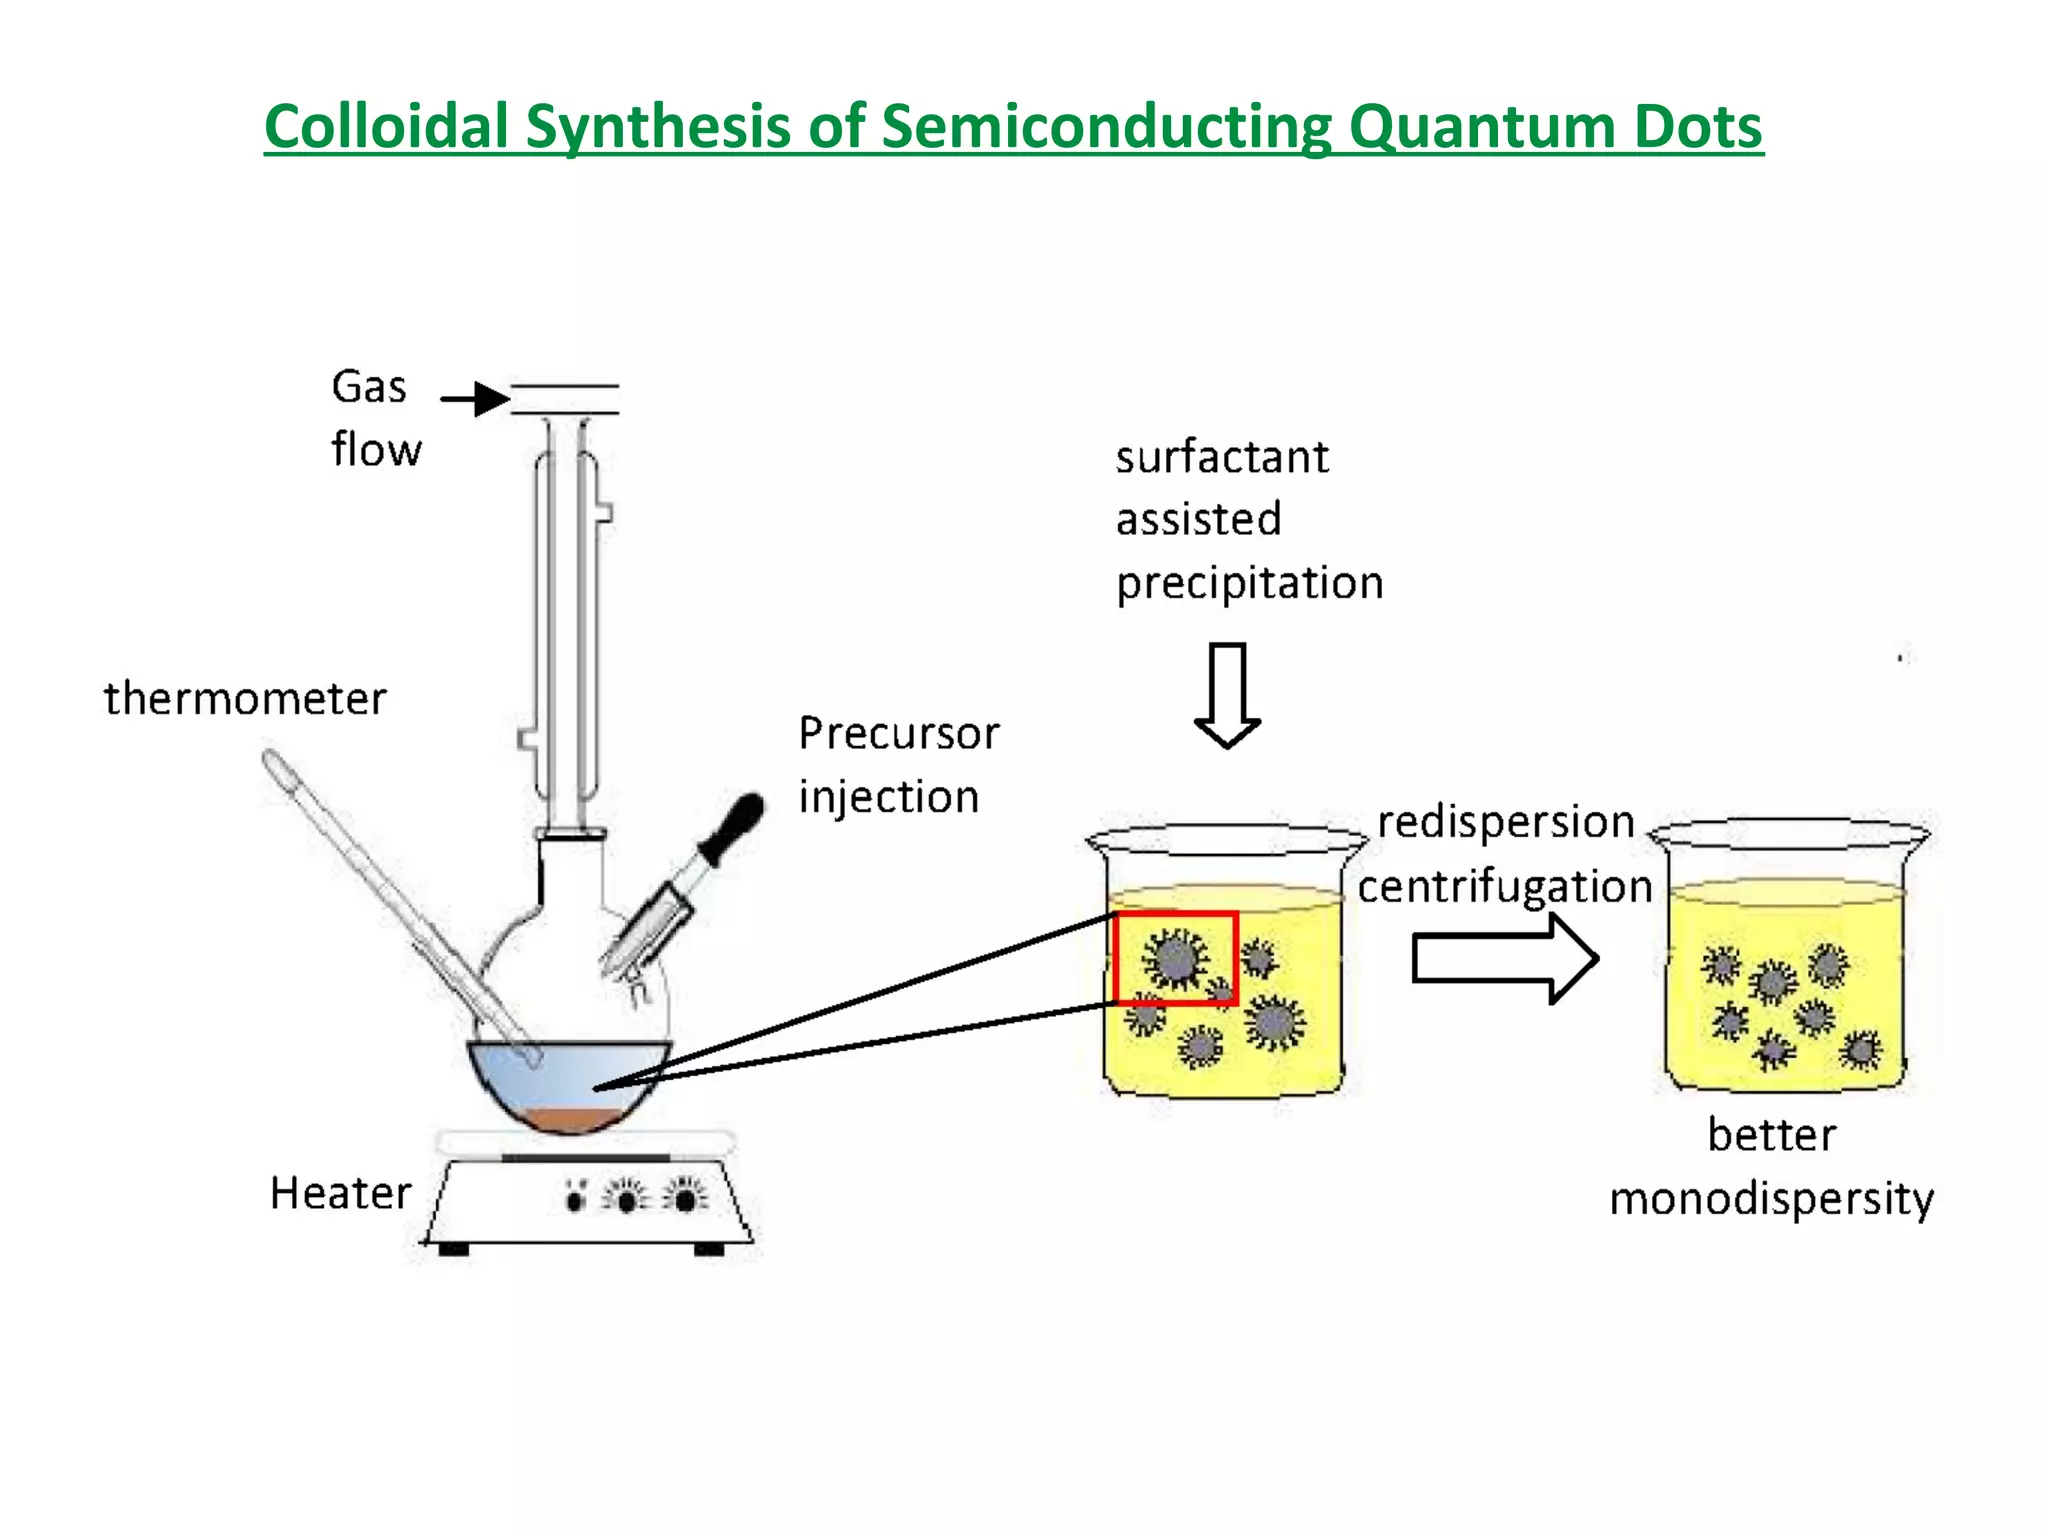 Colloidal Synthesis of Semiconducting Quantum Dots
Gas
flow
surfactant
assisted
precipitation
thermometer
Precursor
injection
redispersion
centrifugation
Heater
better
monodispersity